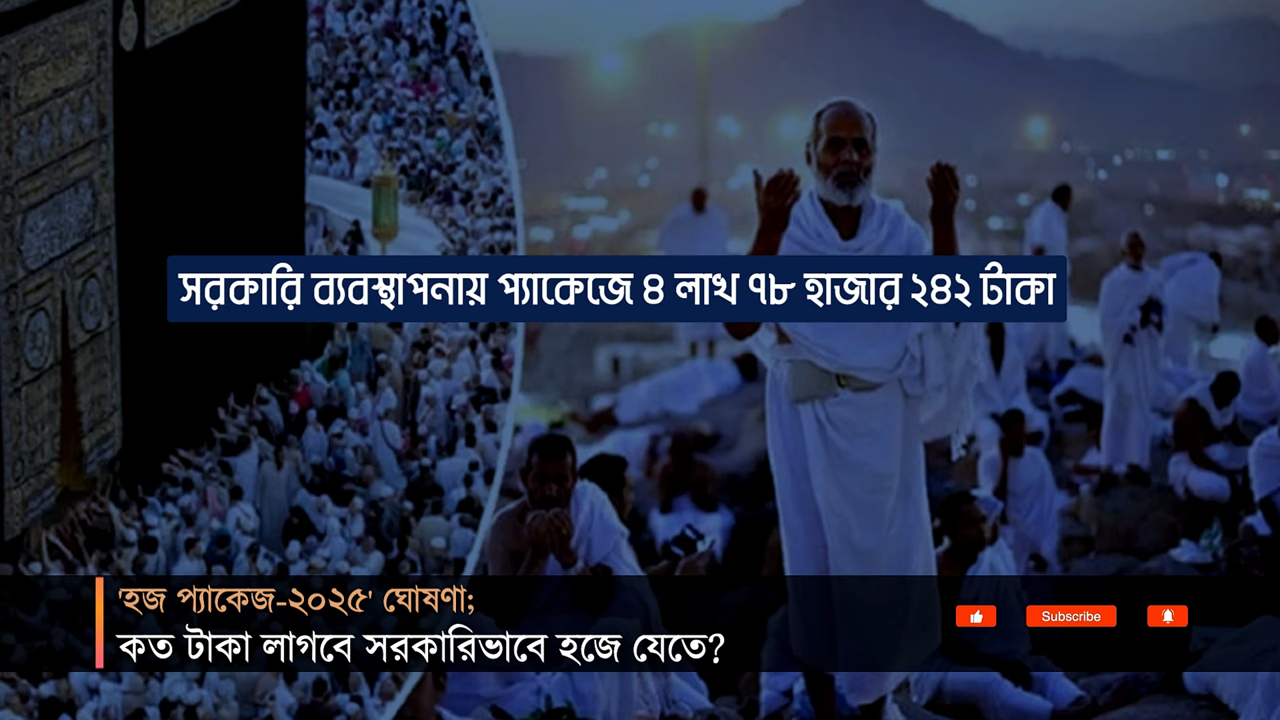 সরকারি ব্যবস্থাপনায় প্যাকেজে ৪ লাখ ৭৮ হাজার ২৪২ টাকা
'হজ প্যাকেজ-২০২৫' ঘোষণা;
কত টাকা লাগবে সরকারিভাবে হজে যেতে?
Subscribe